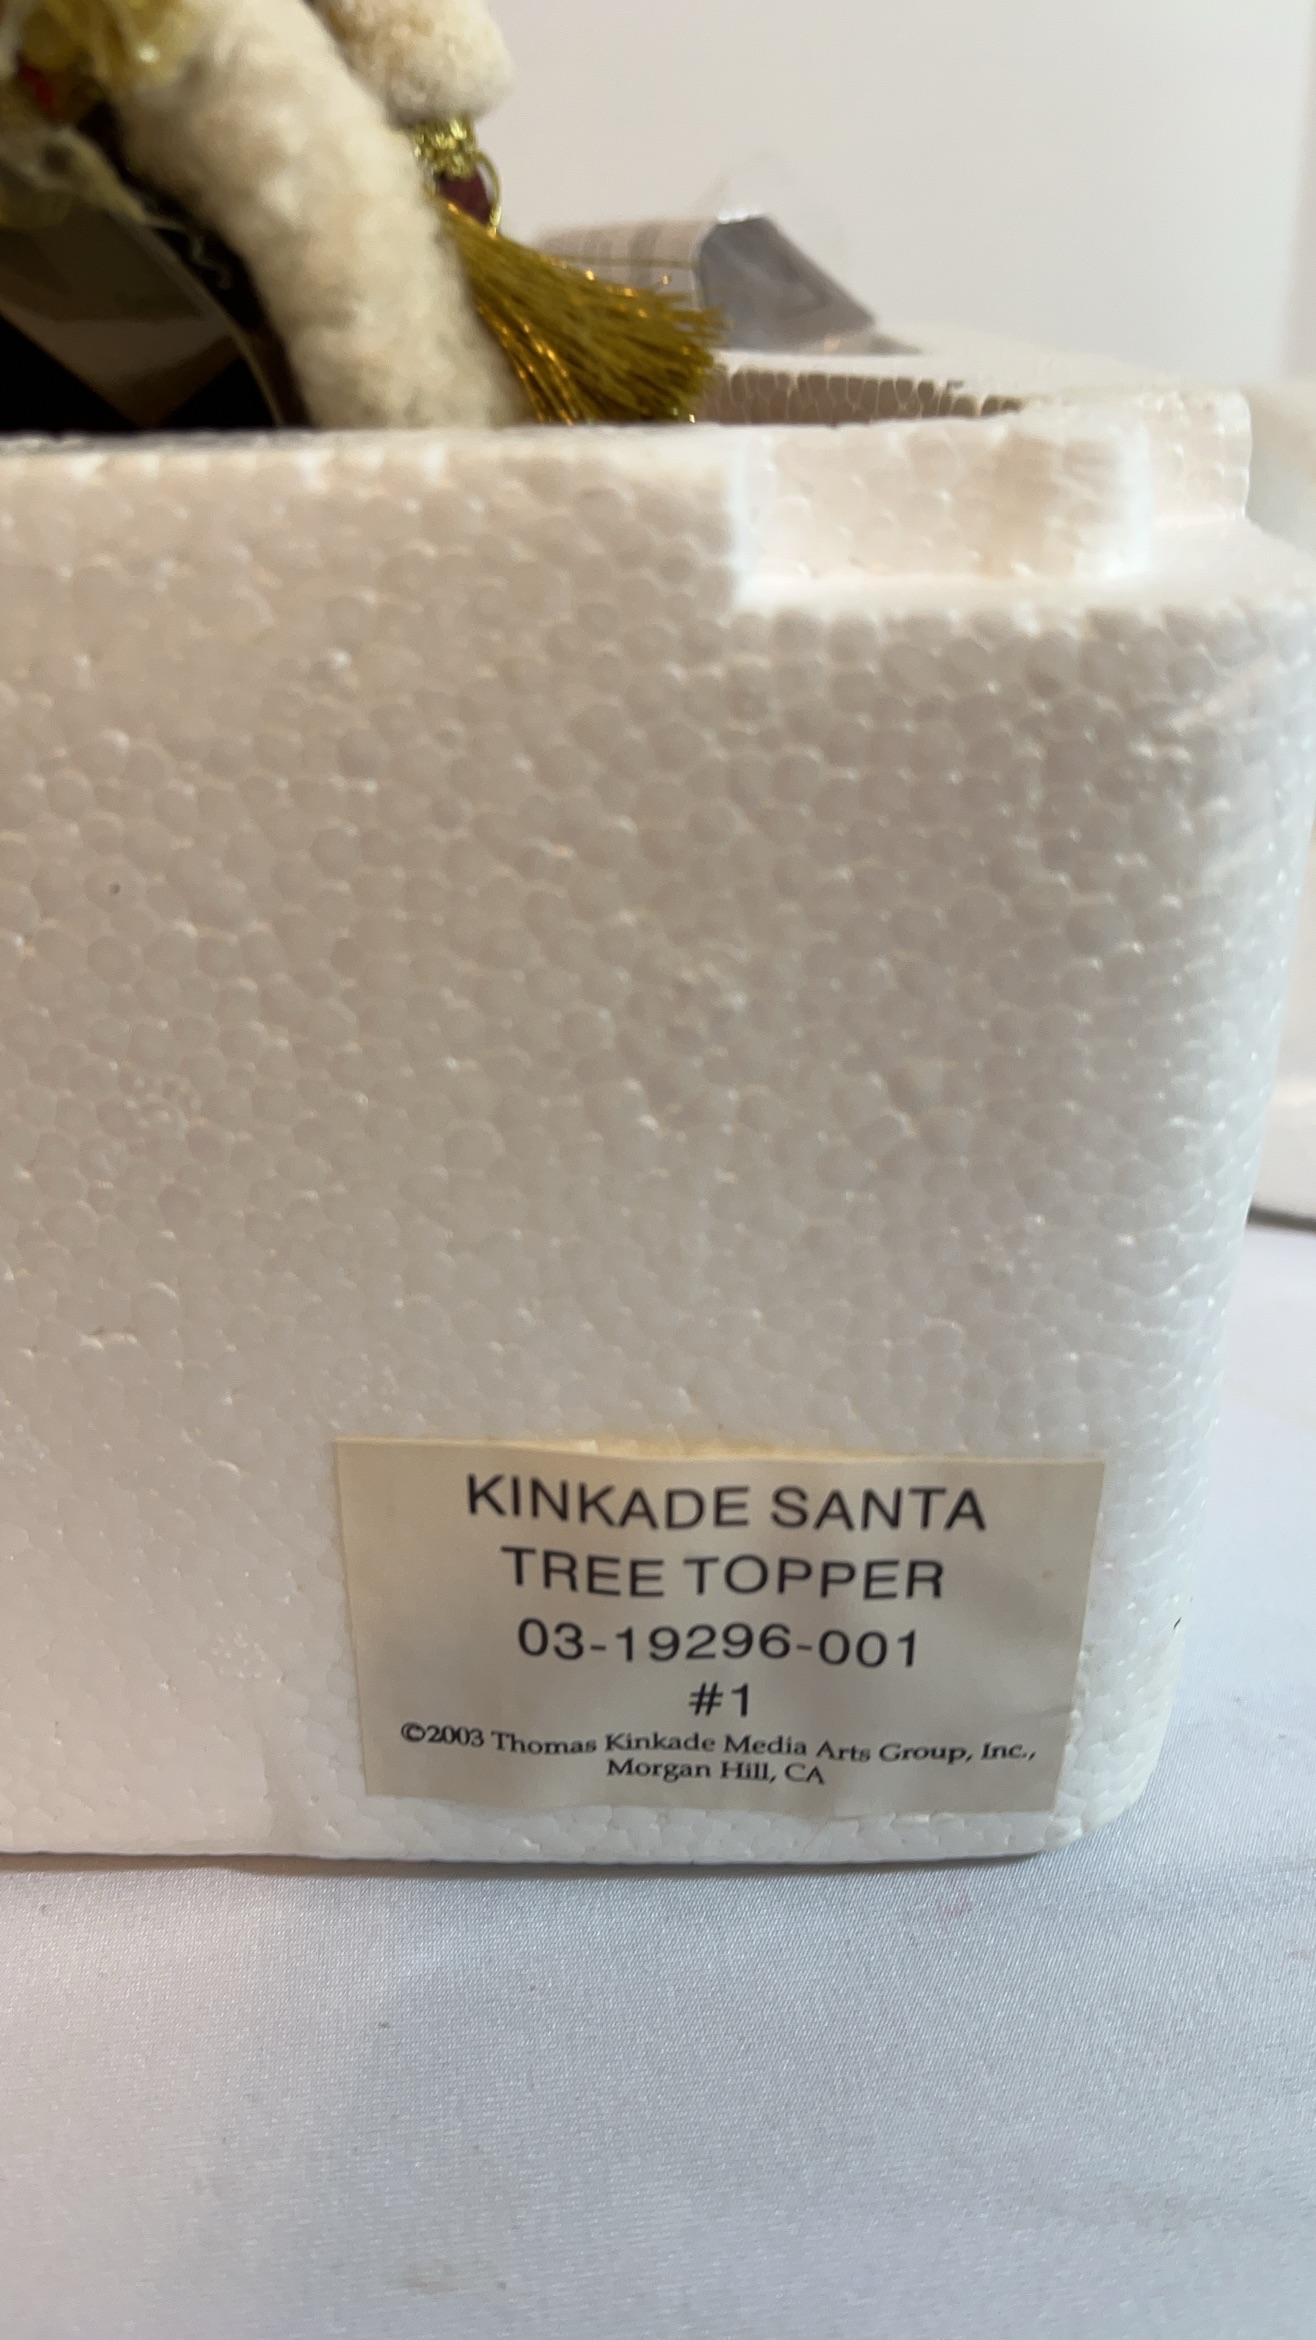 KINKADE SANTA
TREE TOPPER
03-19296-001
#1
©2003 Thomas Kinkade Media Arts Group, Inc.,
Morgan Hill, CA